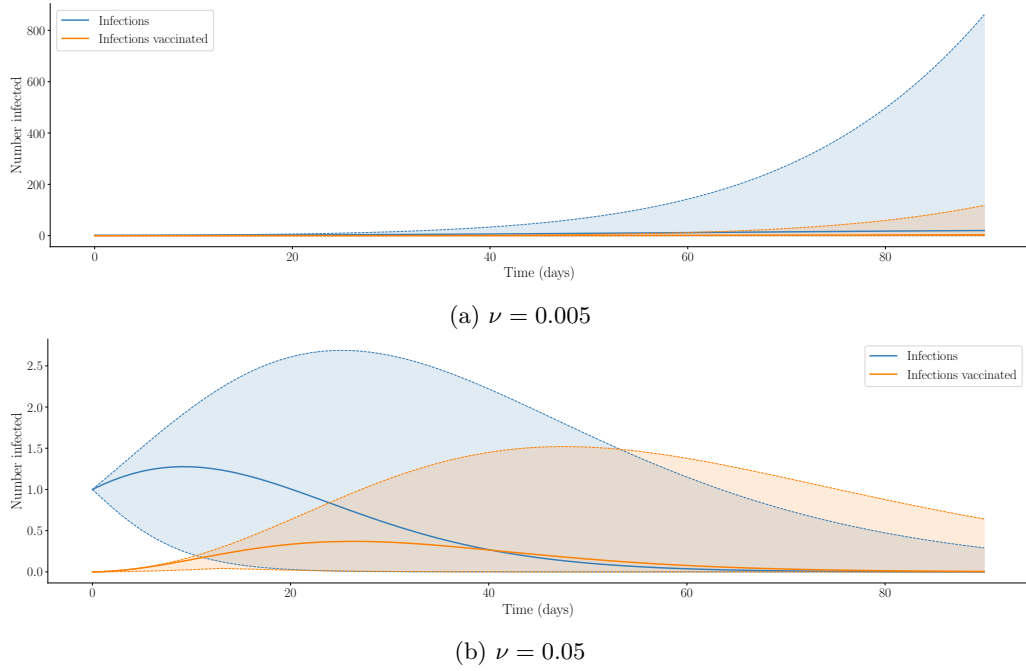 Infections
Infections vaccinated
800
600
400
200
0
Number infected
0 20 40 60 80
Time (days)
(a) ν = 0.005
Infections
Infections vaccinated
2.5
2.0
1.5
1.0
0.5
0.0
Number infected
0 20 40 60 80
Time (days)
(b) ν = 0.05